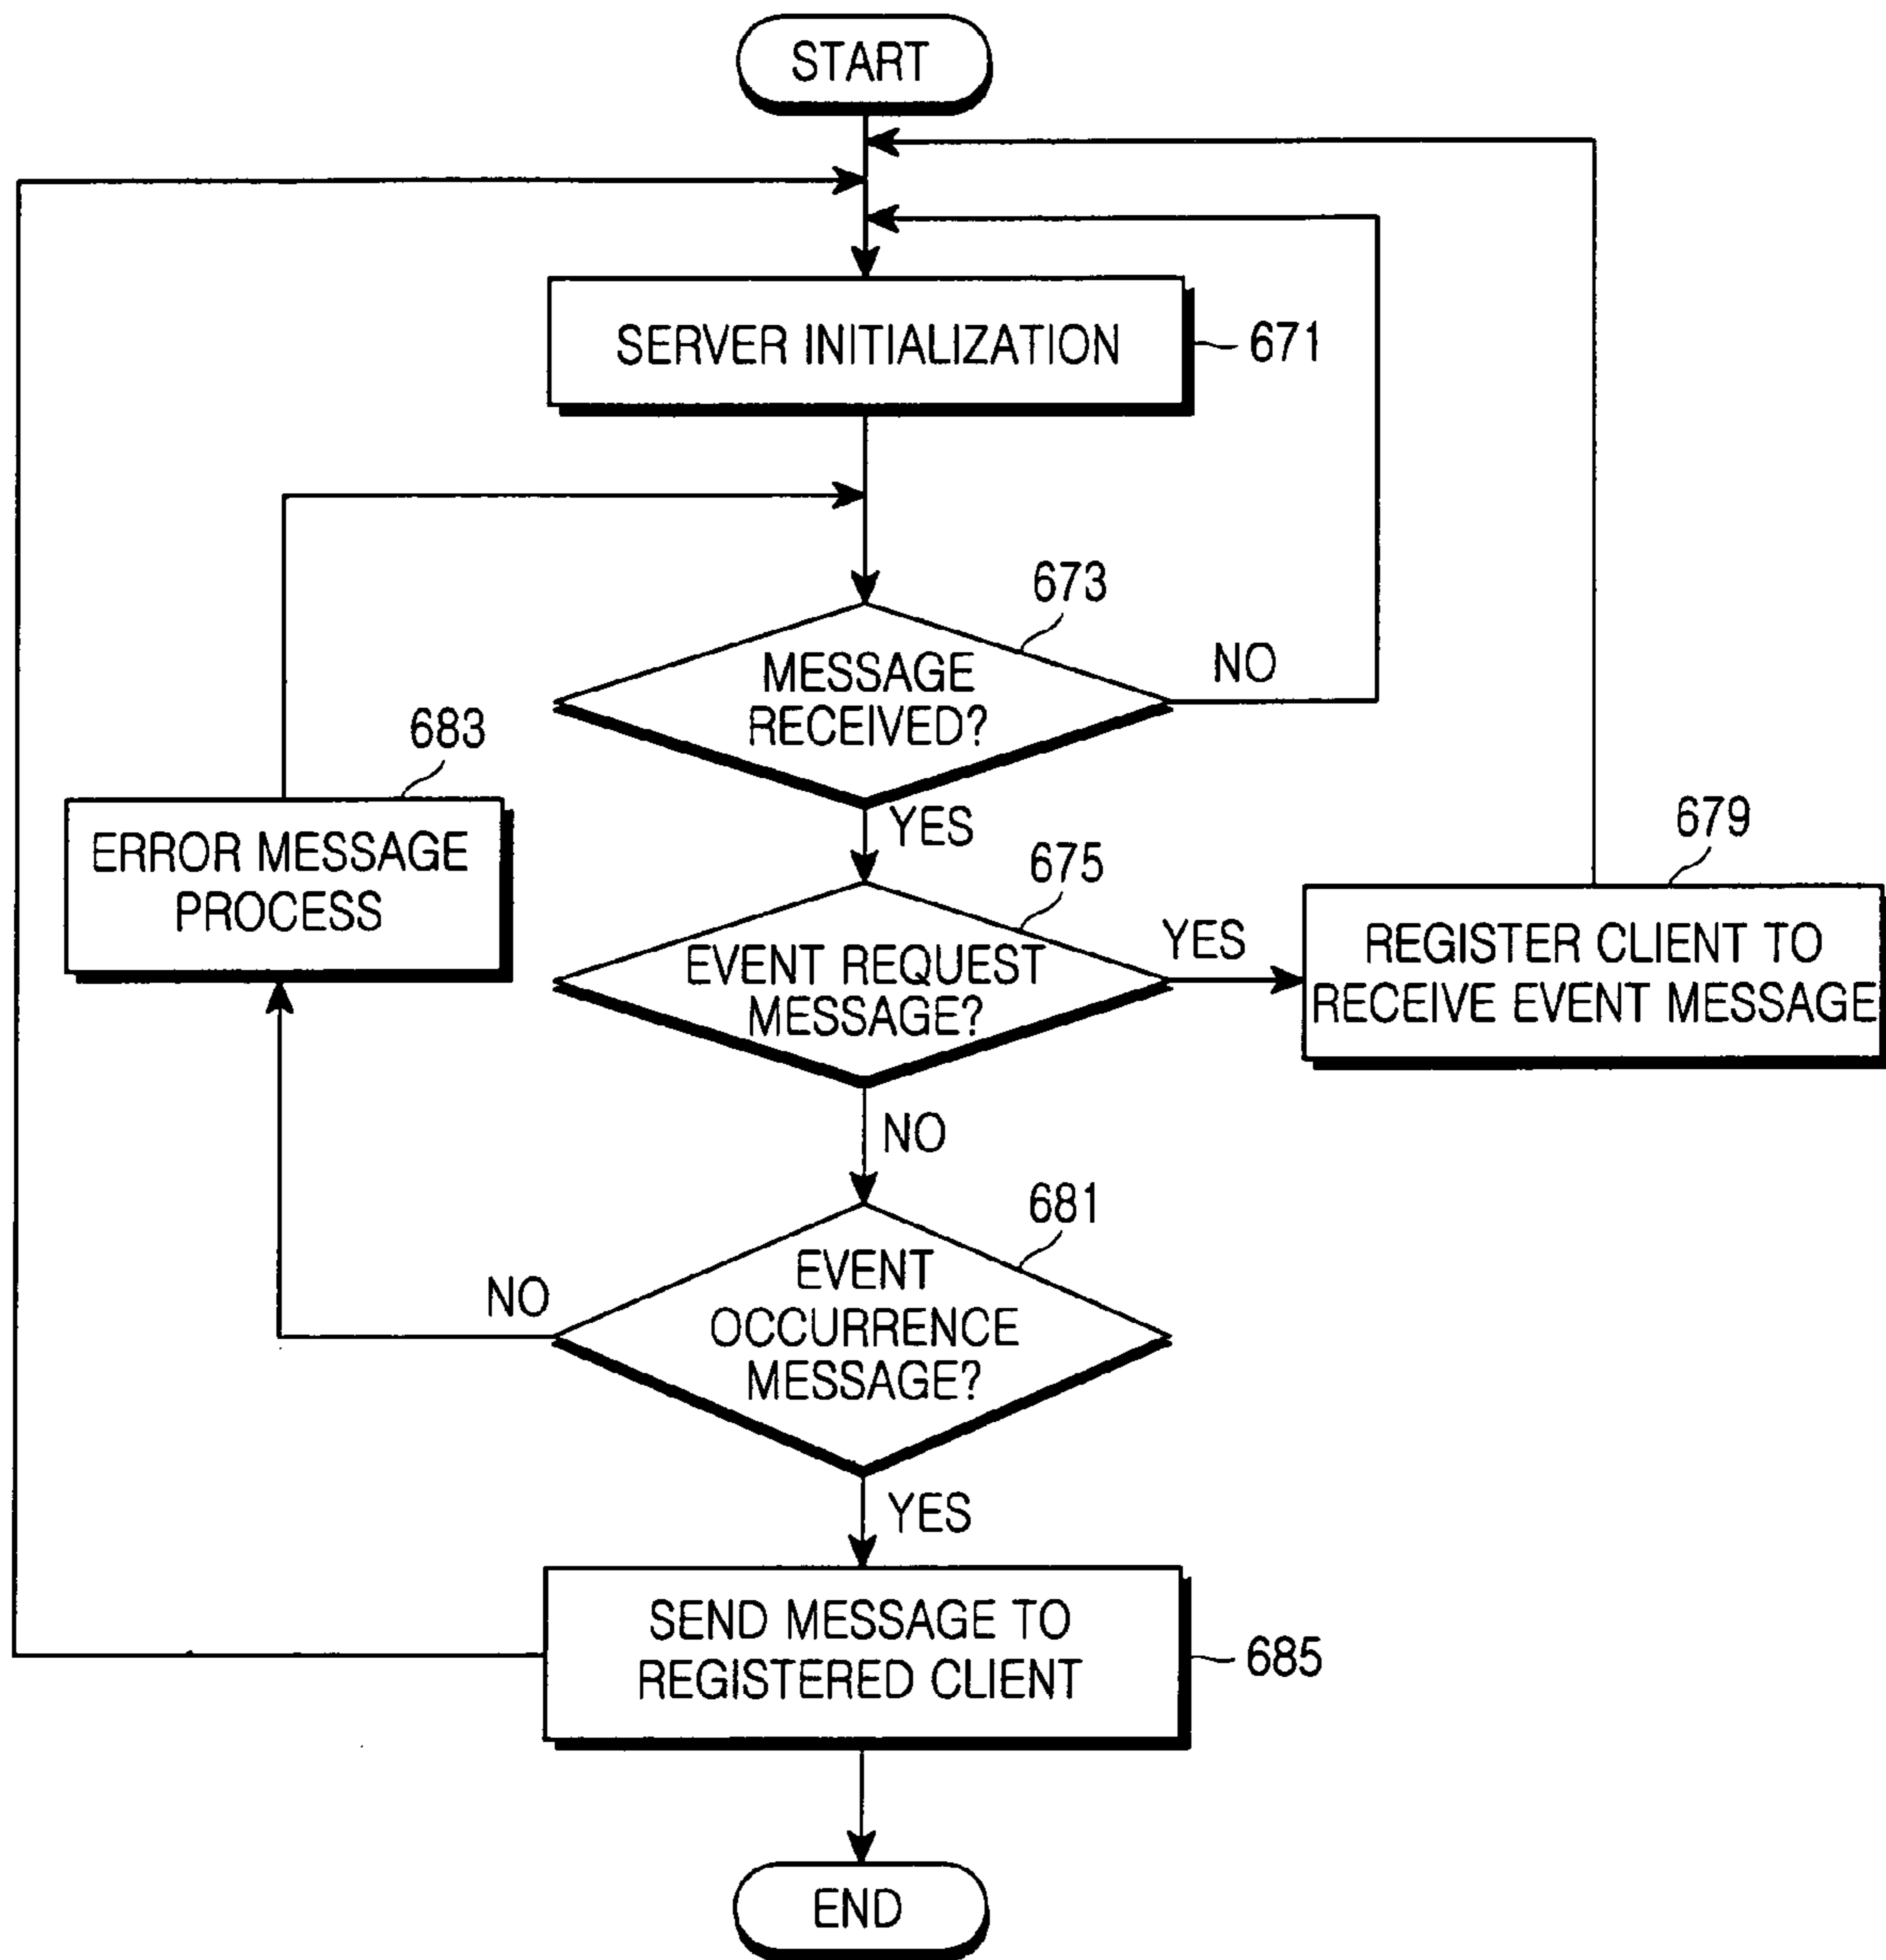 START
SERVER INITIALIZATION
671
673
MESSAGE
RECEIVED?
NO
YES
683
ERROR MESSAGE
PROCESS
675
EVENT REQUEST
MESSAGE?
YES
679
REGISTER CLIENT TO
RECEIVE EVENT MESSAGE
NO
681
EVENT
OCCURRENCE
MESSAGE?
NO
YES
SEND MESSAGE TO
REGISTERED CLIENT
685
END